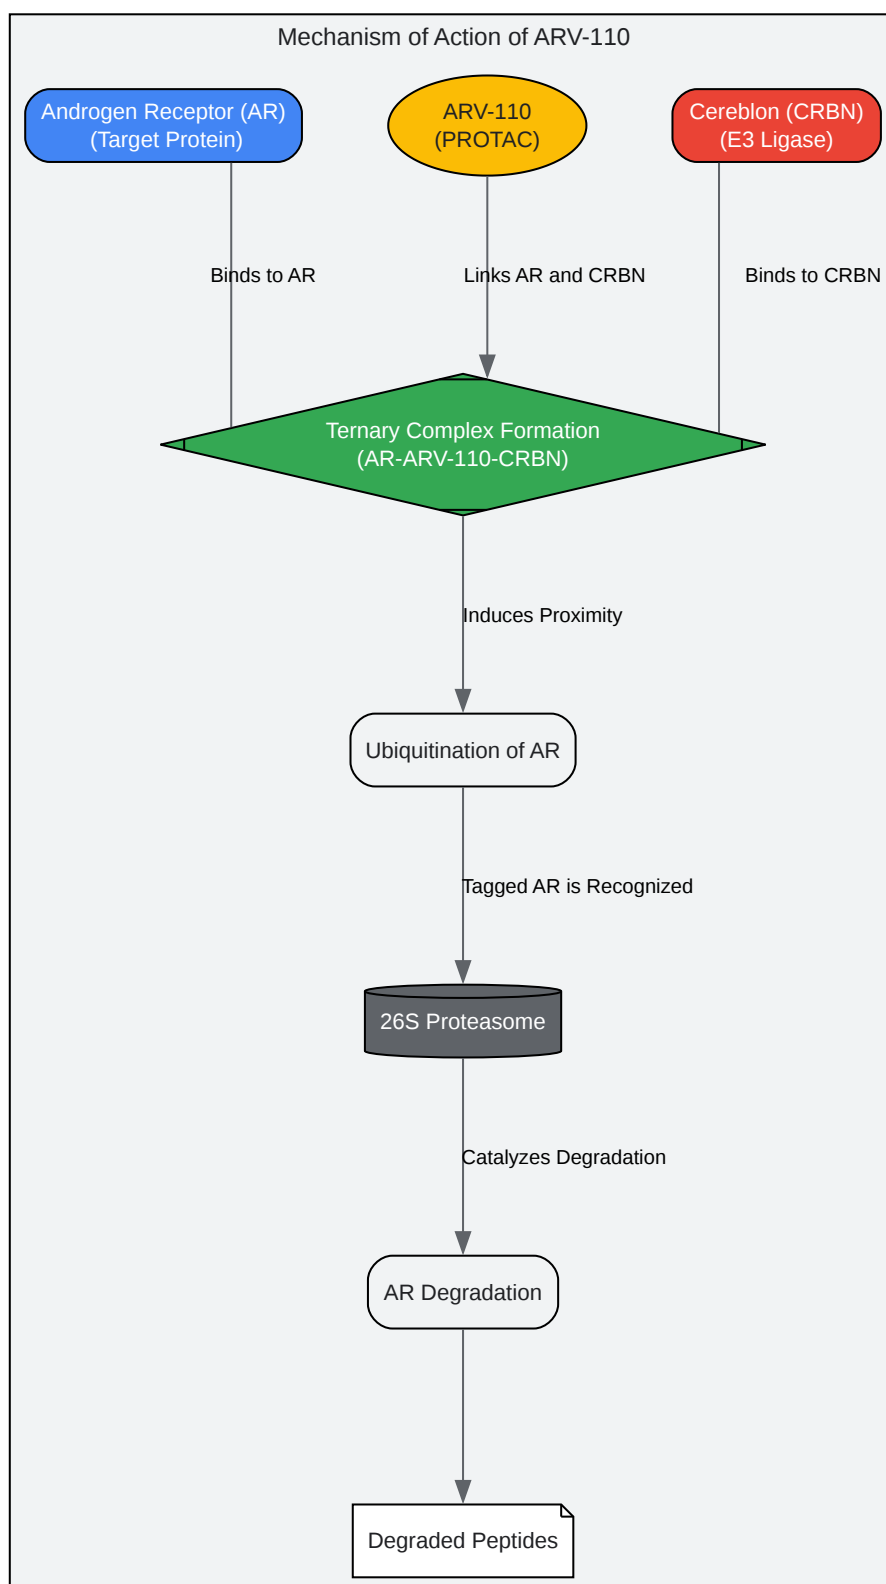 Mechanism of Action of ARV-110
Androgen Receptor (AR)
(Target Protein)
ARV-110
(PROTAC)
Cereblon (CRBN)
(E3 Ligase)
Binds to AR
Links AR and CRBN
Binds to CRBN
Ternary Complex Formation
(AR-ARV-110-CRBN)
Induces Proximity
Ubiquitination of AR
Tagged AR is Recognized
26S Proteasome
Catalyzes Degradation
AR Degradation
Degraded Peptides